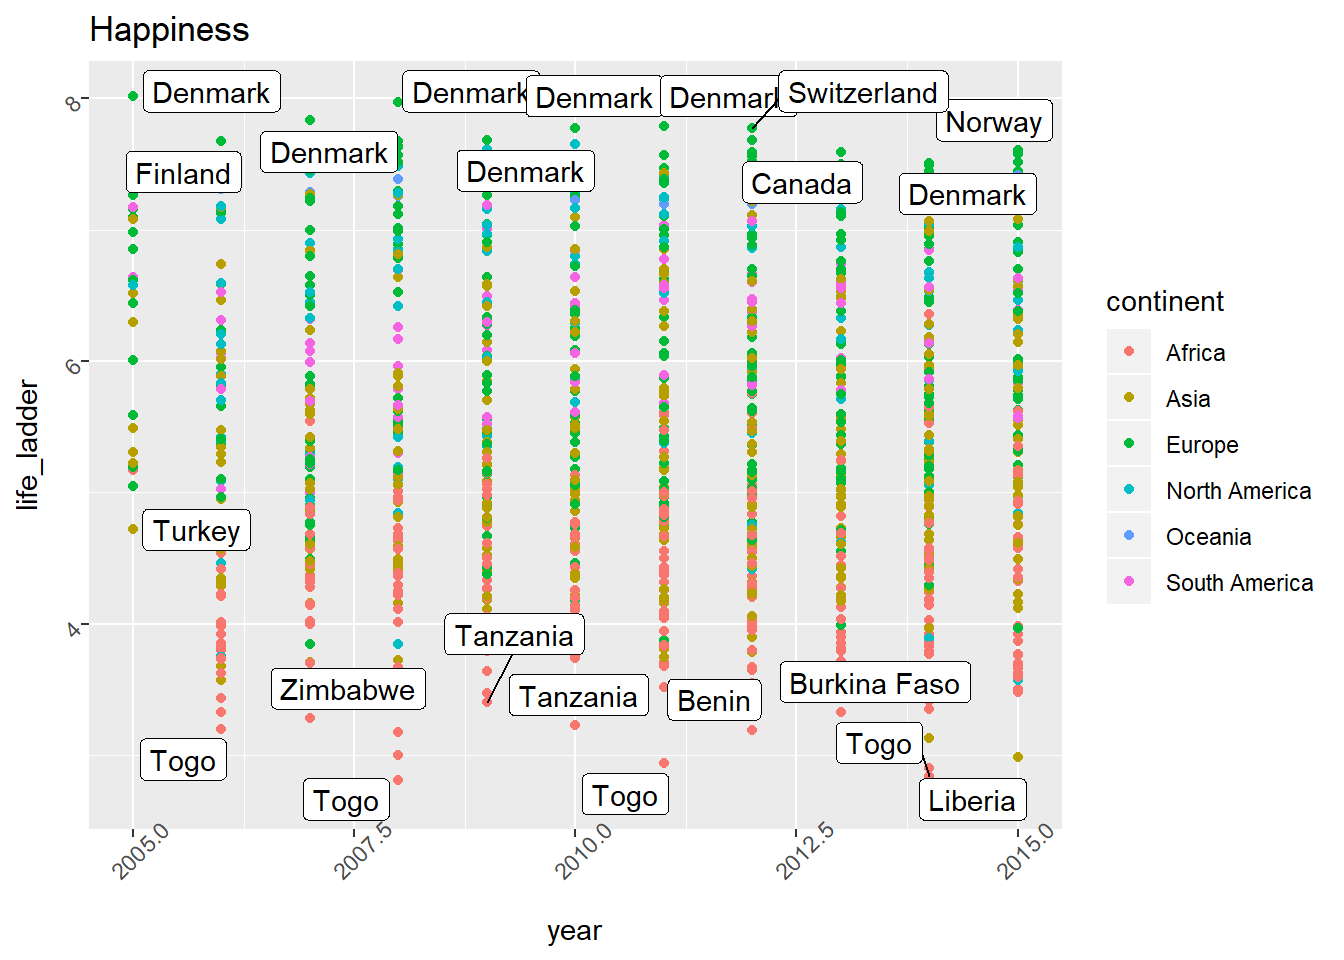 Happiness
8
6
4
life_ladder
Denmark
Denmark
Denmark
Denmark
Switzerland
Norway
Denmark
Finland
Denmark
Canada
Denmark
Turkey
Tanzania
Zimbabwe
Tanzania
Benin
Burkina Faso
Togo
Togo
Togo
Togo
Liberia
2005.0
2007.5
2010.0
2012.5
2015.0
year
continent
Africa
Asia
Europe
North America
Oceania
South America